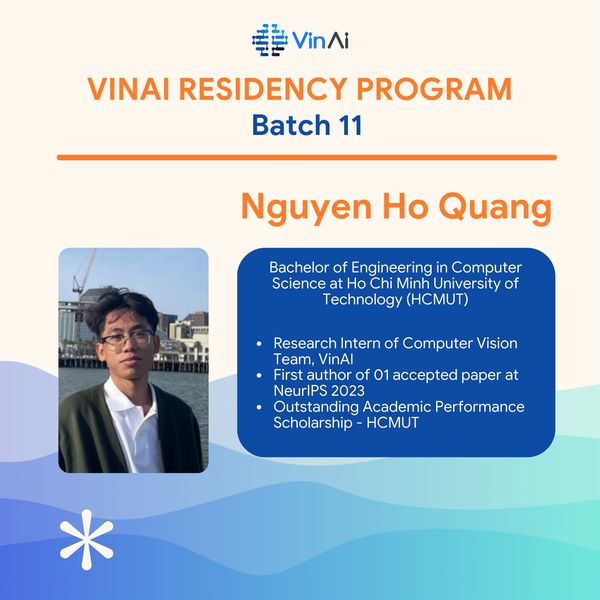 VinAi
VINAI RESIDENCY PROGRAM
Batch 11
Nguyen Ho Quang
Bachelor of Engineering in Computer
Science at Ho Chi Minh University of
Technology (HCMUT)
• Research Intern of Computer Vision
Team, VinAI
• First author of 01 accepted paper at
NeurIPS 2023
• Outstanding Academic Performance
Scholarship - HCMUT